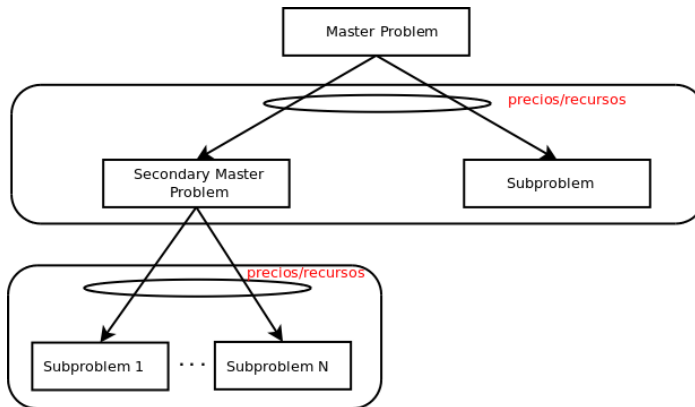 Master Problem
precios/recursos
Secondary Master
Problem
Subproblem
precios/recursos
Subproblem 1
. . .
Subproblem N